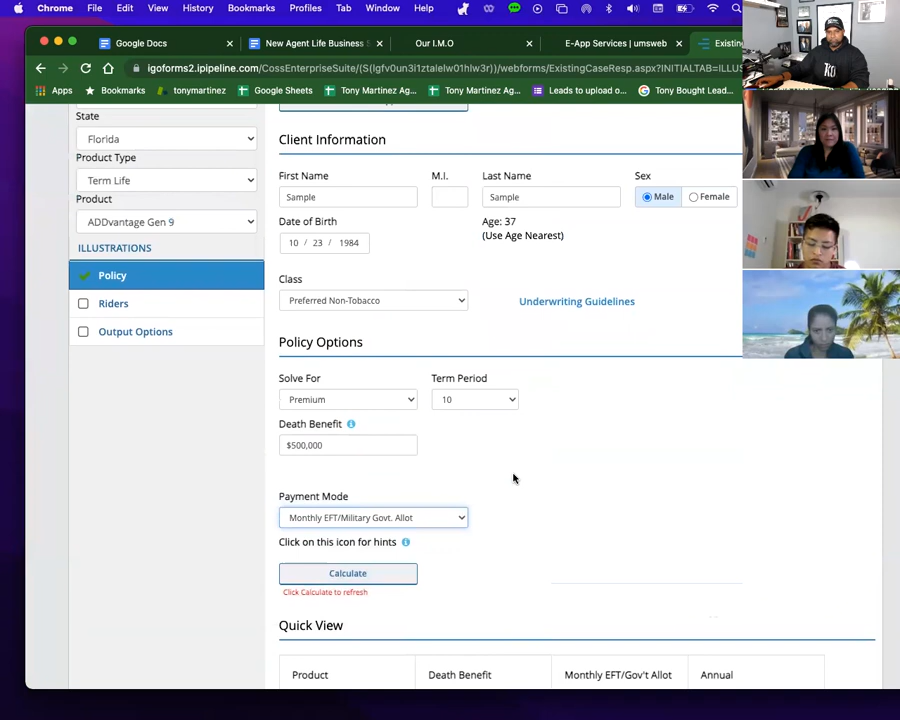 Chrome File Edit View History Bookmarks Profiles Tab Window Help
Google Docs New Agent Life Business S Our I.M.O E-App Services | umsweb Existing
igoforms2.ipipeline.com/CossEnterpriseSuite/(S(lgfv0un3i1ztalelw01hlw3r))/webforms/ExistingCaseResp.aspx?INITIALTAB=ILLUS
Apps Bookmarks tonymartinez Google Sheets Tony Martinez Ag... Tony Martinez Ag... Leads to upload o... Tony Bought Lead...
State
Florida
Product Type
Term Life
Product
ADDvantage Gen 9
ILLUSTRATIONS
Policy
Riders
Output Options
Client Information
First Name M.I. Last Name Sex
Sample Sample Male Female
Date of Birth Age: 37
10 / 23 / 1984 (Use Age Nearest)
Class
Preferred Non-Tobacco Underwriting Guidelines
Policy Options
Solve For Term Period
Premium 10
Death Benefit
$500,000
Payment Mode
Monthly EFT/Military Govt. Allot
Click on this icon for hints
Calculate
Click Calculate to refresh
Quick View
Product Death Benefit Monthly EFT/Gov't Allot Annual